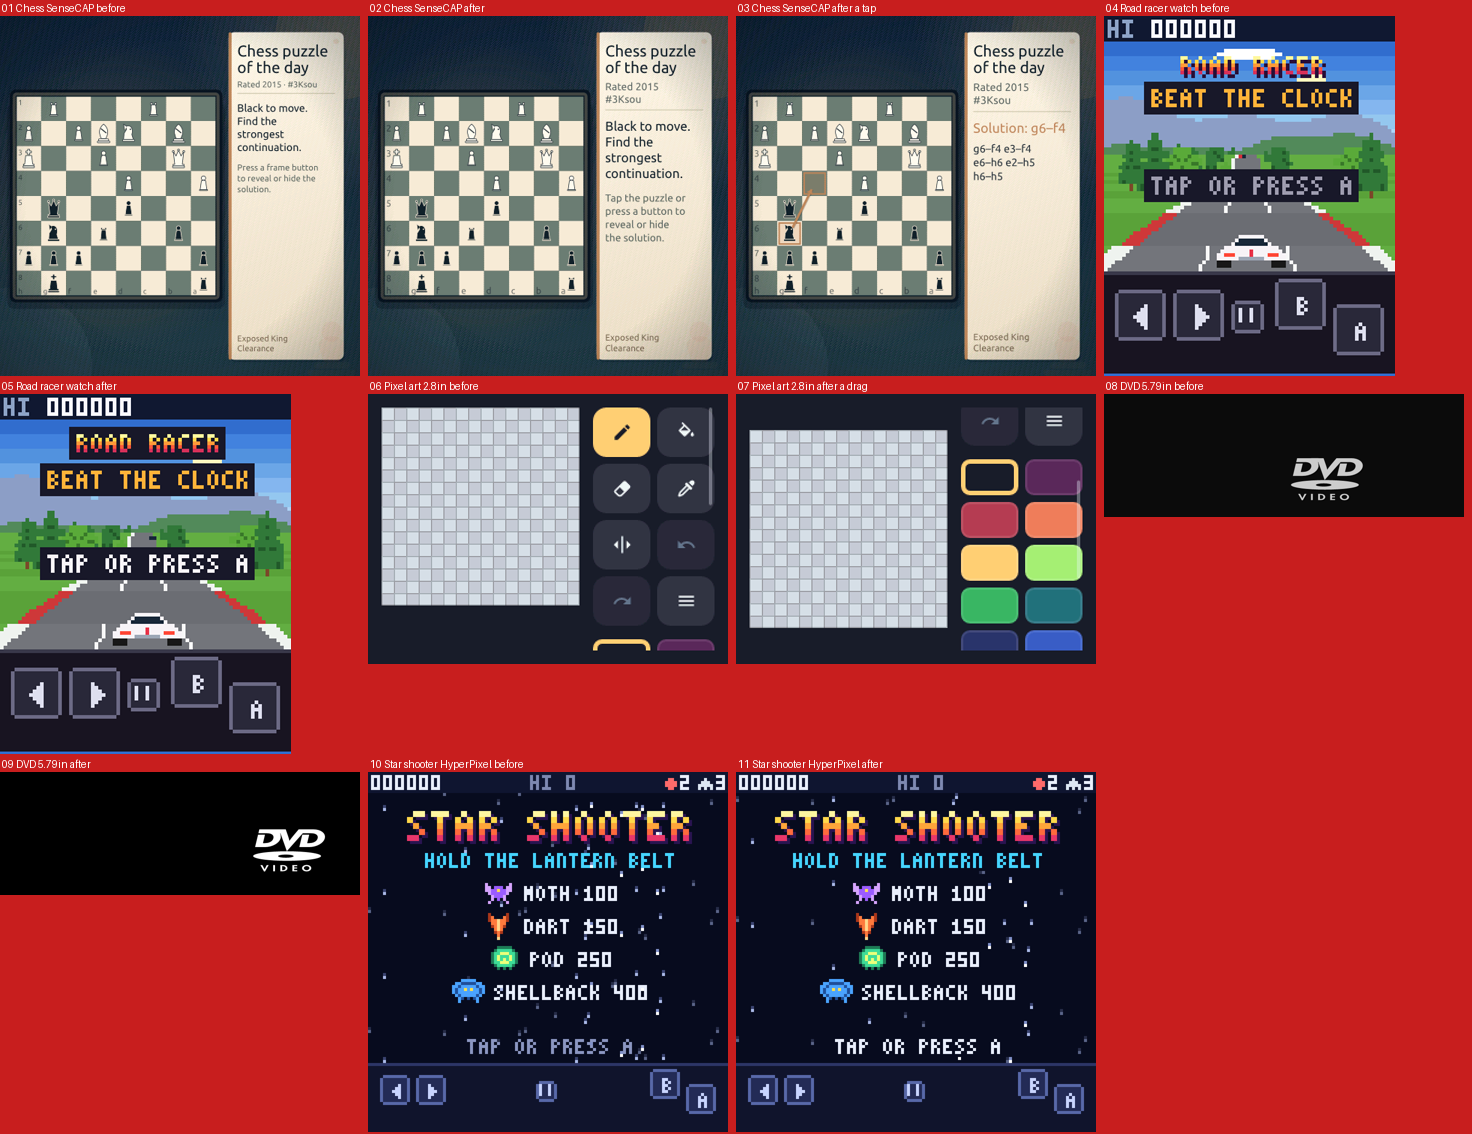 01 Chess SenseCAP before
Chess puzzle
of the day
Rated 2015 · #3Ksou
Black to move.
Find the
strongest
continuation.
Press a frame button
to reveal or hide the
solution.
Exposed King
Clearance
02 Chess SenseCAP after
Chess puzzle
of the day
Rated 2015
#3Ksou
Black to move.
Find the
strongest
continuation.
Tap the puzzle or
press a button to
reveal or hide
the solution.
Exposed King
Clearance
03 Chess SenseCAP after a tap
Chess puzzle
of the day
Rated 2015
#3Ksou
Solution: g6–f4
g6–f4 e3–f4
e6–h6 e2–h5
h6–h5
Exposed King
Clearance
04 Road racer watch before
HI 000000
ROAD RACER
BEAT THE CLOCK
TAP OR PRESS A
B
A
05 Road racer watch after
HI 000000
ROAD RACER
BEAT THE CLOCK
TAP OR PRESS A
B
A
06 Pixel art 2.8in before
07 Pixel art 2.8in after a drag
08 DVD 5.79in before
DVD
VIDEO
09 DVD 5.79in after
DVD
VIDEO
10 Star shooter HyperPixel before
000000 HI 0 2 3
STAR SHOOTER
HOLD THE LANTERN BELT
MOTH 100
DART 150
POD 250
SHELLBACK 400
TAP OR PRESS A
B
A
11 Star shooter HyperPixel after
000000 HI 0 2 3
STAR SHOOTER
HOLD THE LANTERN BELT
MOTH 100
DART 150
POD 250
SHELLBACK 400
TAP OR PRESS A
B
A